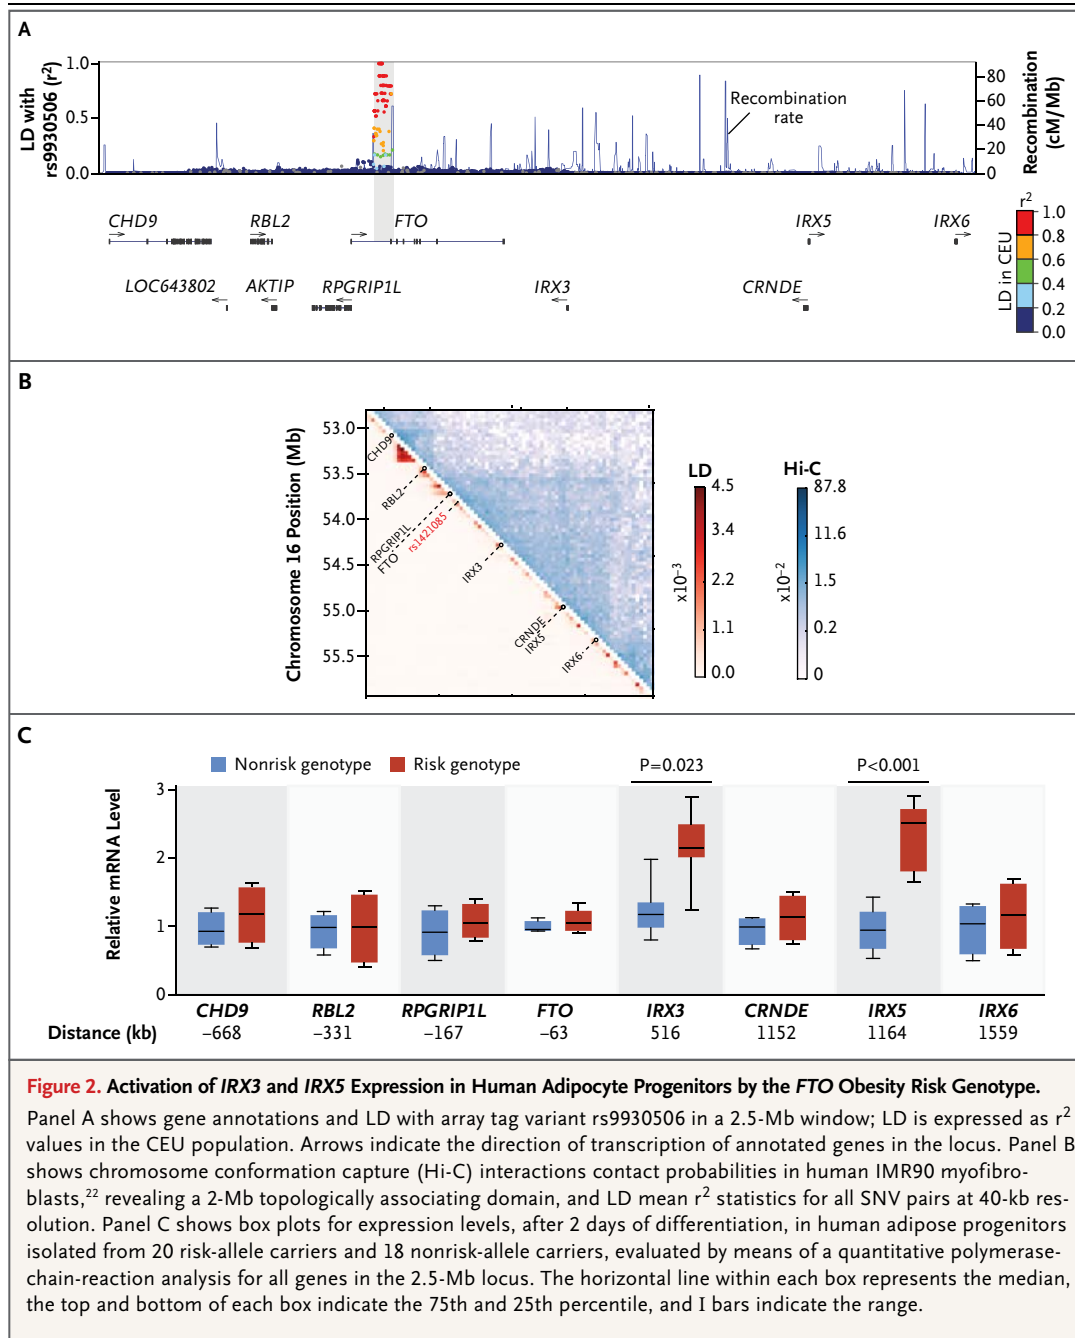 A
LD with
rs9930506 (r2)
1.0
0.5
0.0
Recombination
rate
80
60
40
20
0
Recombination
(cM/Mb)
CHD9 RBL2 FTO IRX5 IRX6
LOC643802 AKTIP RPGRIP1L IRX3 CRNDE
r2
LD in CEU
1.0
0.8
0.6
0.4
0.2
0.0
B
Chromosome 16 Position (Mb)
53.0
53.5
54.0
54.5
55.0
55.5
CHD9
RBL2
RPGRIP1L
FTO
rs1421085
IRX3
CRNDE
IRX5
IRX6
LD
4.5
3.4
2.2
1.1
0.0
x10−3
Hi-C
87.8
11.6
1.5
0.2
0
x10−2
C
Nonrisk genotype Risk genotype
P=0.023 P<0.001
Relative mRNA Level
3
2
1
0
CHD9 RBL2 RPGRIP1L FTO IRX3 CRNDE IRX5 IRX6
Distance (kb) −668 −331 −167 −63 516 1152 1164 1559
Figure 2. Activation of IRX3 and IRX5 Expression in Human Adipocyte Progenitors by the FTO Obesity Risk Genotype.
Panel A shows gene annotations and LD with array tag variant rs9930506 in a 2.5-Mb window; LD is expressed as r2
values in the CEU population. Arrows indicate the direction of transcription of annotated genes in the locus. Panel B
shows chromosome conformation capture (Hi-C) interactions contact probabilities in human IMR90 myofibro-
blasts,22 revealing a 2-Mb topologically associating domain, and LD mean r2 statistics for all SNV pairs at 40-kb res-
olution. Panel C shows box plots for expression levels, after 2 days of differentiation, in human adipose progenitors
isolated from 20 risk-allele carriers and 18 nonrisk-allele carriers, evaluated by means of a quantitative polymerase-
chain-reaction analysis for all genes in the 2.5-Mb locus. The horizontal line within each box represents the median,
the top and bottom of each box indicate the 75th and 25th percentile, and I bars indicate the range.